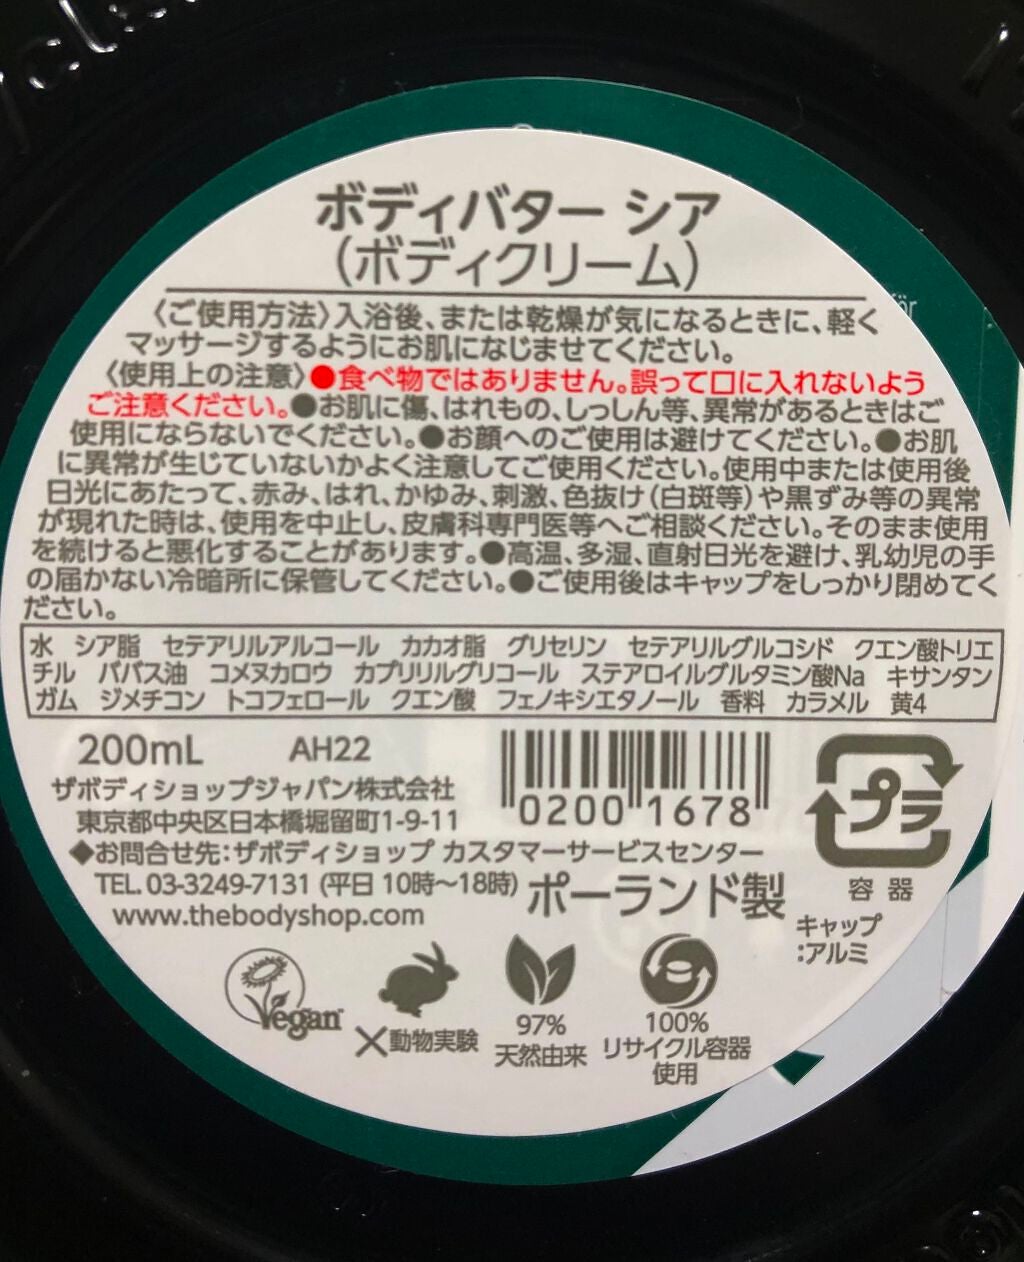 ボディバター シア
(ボディクリーム)
〈ご使用方法〉入浴後、または乾燥が気になるときに、軽く
マッサージするようにお肌になじませてください。
〈使用上の注意〉●食べ物ではありません。誤って口に入れないよう
ご注意ください。●お肌に傷、はれもの、しっしん等、異常があるときはご
使用にならないでください。●お顔へのご使用は避けてください。●お肌
に異常が生じていないかよく注意してご使用ください。使用中または使用後
日光にあたって、赤み、はれ、かゆみ、刺激、色抜け(白斑等)や黒ずみ等の異常
が現れた時は、使用を中止し、皮膚科専門医等へご相談ください。そのまま使用
を続けると悪化することがあります。●高温、多湿、直射日光を避け、乳幼児の手
の届かない冷暗所に保管してください。●ご使用後はキャップをしっかり閉めてく
ださい。
水 シア脂 セテアリルアルコール カカオ脂 グリセリン セテアリルグルコシド クエン酸トリエ
チル ババス油 コメヌカロウ カプリリルグリコール ステアロイルグルタミン酸Na キサンタン
ガム ジメチコン トコフェロール クエン酸 フェノキシエタノール 香料 カラメル 黄4
200mL AH22
ザボディショップジャパン株式会社
東京都中央区日本橋堀留町1-9-11
0200 1678
プラ
◆お問合せ先:ザボディショップ カスタマーサービスセンター
TEL. 03-3249-7131 (平日 10時～18時) ポーランド製
容器
www.thebodyshop.com
キャップ
:アルミ
Vegan
×動物実験
97%
天然由来
100%
リサイクル容器
使用
för